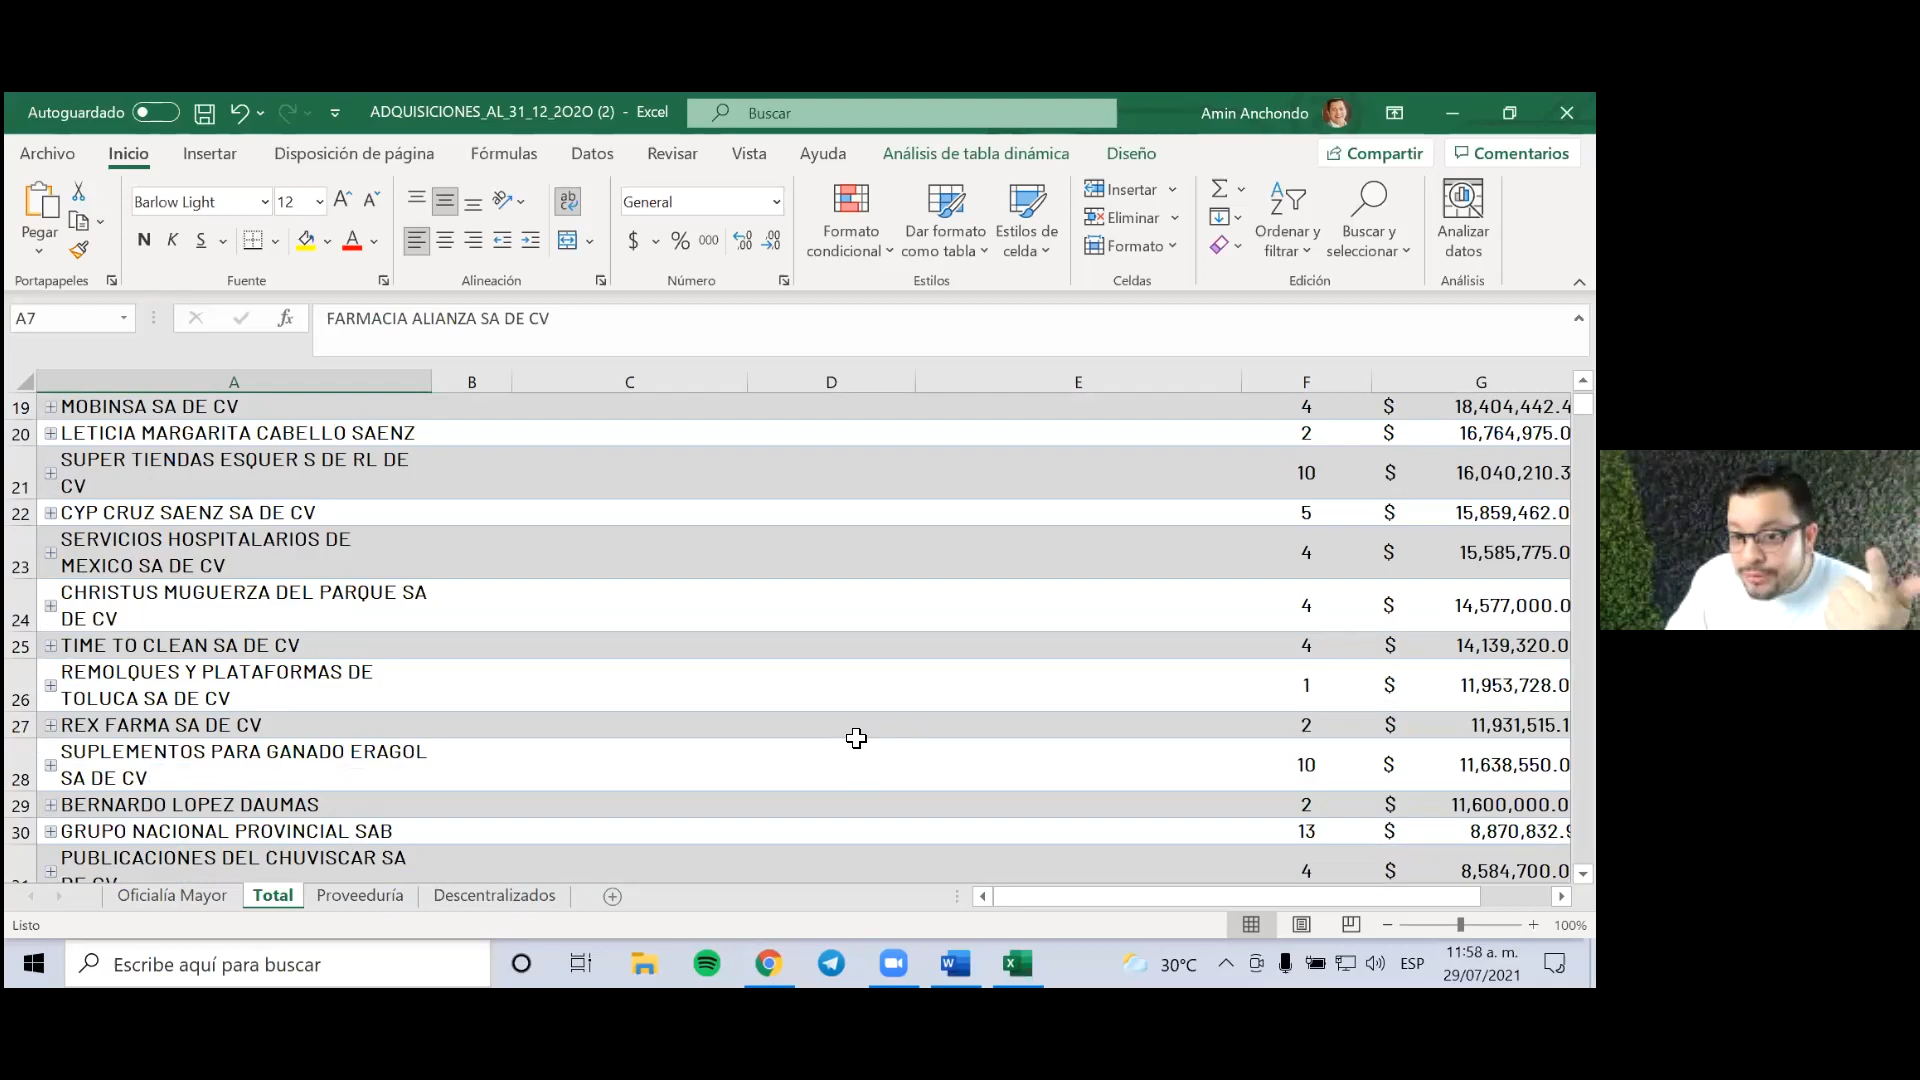 Autoguardado ADQUISICIONES_AL_31_12_2020 (2) - Excel Buscar Amin Anchondo
Archivo Inicio Insertar Disposición de página Fórmulas Datos Revisar Vista Ayuda Análisis de tabla dinámica Diseño Compartir Comentarios
Pegar
Barlow Light 12
N K S
General
$ % 000
Formato condicional
Dar formato como tabla
Estilos de celda
Insertar
Eliminar
Formato
Ordenar y filtrar
Buscar y seleccionar
Analizar datos
Portapapeles Fuente Alineación Número Estilos Celdas Edición Análisis
A7 fx FARMACIA ALIANZA SA DE CV
A B C D E F G
19 MOBINSA SA DE CV 4 $ 18,404,442.4
20 LETICIA MARGARITA CABELLO SAENZ 2 $ 16,764,975.0
21 SUPER TIENDAS ESQUER S DE RL DE
CV 10 $ 16,040,210.3
22 CYP CRUZ SAENZ SA DE CV 5 $ 15,859,462.0
23 SERVICIOS HOSPITALARIOS DE
MEXICO SA DE CV 4 $ 15,585,775.0
24 CHRISTUS MUGUERZA DEL PARQUE SA
DE CV 4 $ 14,577,000.0
25 TIME TO CLEAN SA DE CV 4 $ 14,139,320.0
26 REMOLQUES Y PLATAFORMAS DE
TOLUCA SA DE CV 1 $ 11,953,728.0
27 REX FARMA SA DE CV 2 $ 11,931,515.1
28 SUPLEMENTOS PARA GANADO ERAGOL
SA DE CV 10 $ 11,638,550.0
29 BERNARDO LOPEZ DAUMAS 2 $ 11,600,000.0
30 GRUPO NACIONAL PROVINCIAL SAB 13 $ 8,870,832.9
PUBLICACIONES DEL CHUVISCAR SA
DE CV 4 $ 8,584,700.0
Oficialía Mayor Total Proveeduría Descentralizados
Listo 100%
Escribe aquí para buscar 30°C ESP 11:58 a. m.
29/07/2021